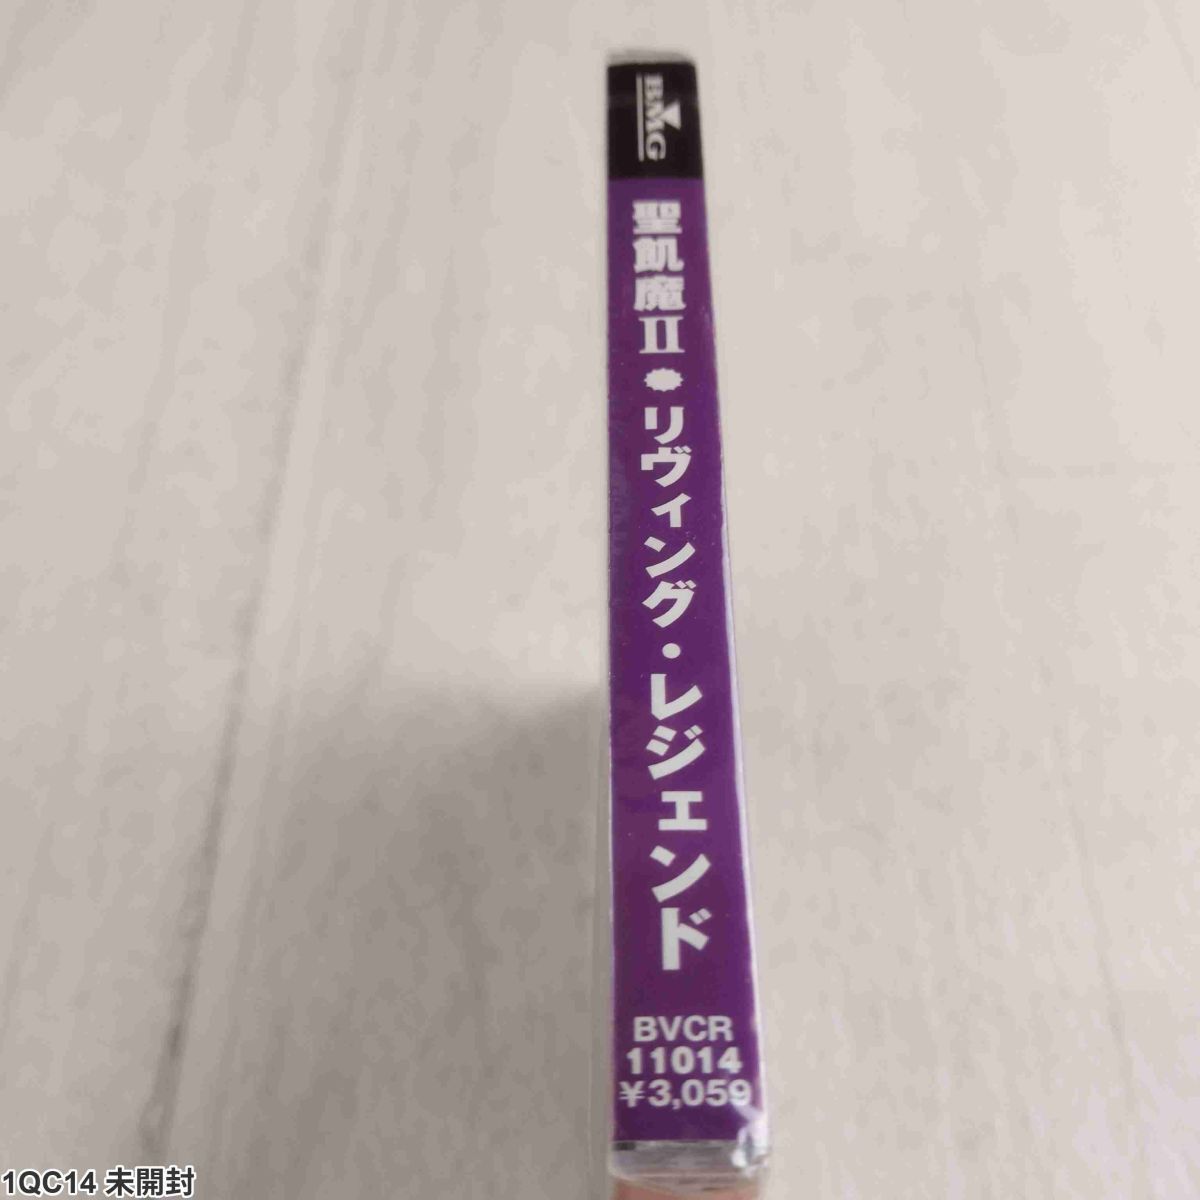 BMG
聖飢魔II●リヴィング・レジェンド
BVCR
11014
¥3,059
1QC14 未開封